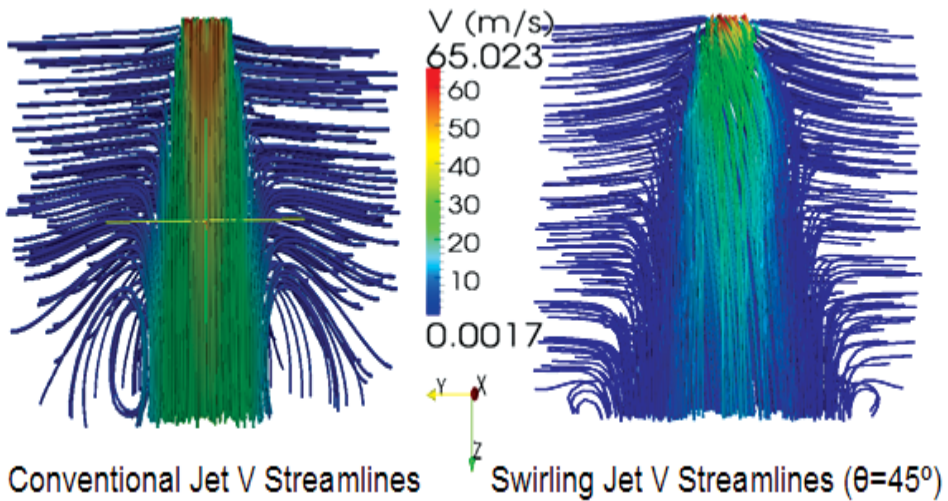 V (m/s)
65.023
60
50
40
30
20
10
0.0017
Y
X
Z
Conventional Jet V Streamlines
Swirling Jet V Streamlines (θ=45º)